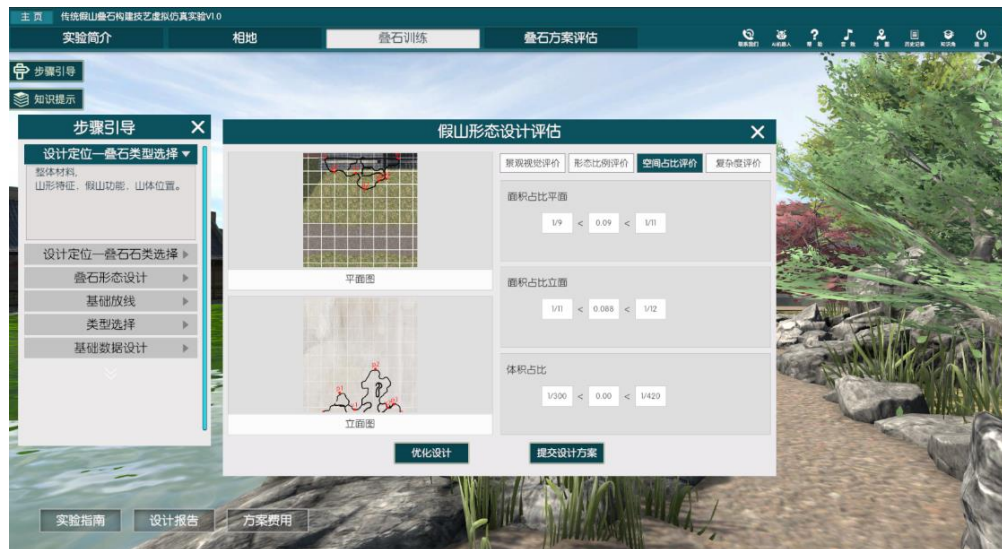 主页 传统假山叠石构建技艺虚拟仿真实验V1.0
实验简介 相地 叠石训练 叠石方案评估
步骤引导
知识提示
步骤引导 X
设计定位—叠石类型选择
整体材料,
山形特征, 假山功能, 山体位置。
设计定位—叠石石类选择
叠石形态设计
基础放线
类型选择
基础数据设计
假山形态设计评估 X
平面图
立面图
景观视觉评价 形态比例评价 空间占比评价 复杂度评价
面积占比平面
1/9 < 0.09 < 1/11
面积占比立面
1/11 < 0.088 < 1/12
体积占比
1/300 < 0.00 < 1/420
优化设计 提交设计方案
实验指南 设计报告 方案费用